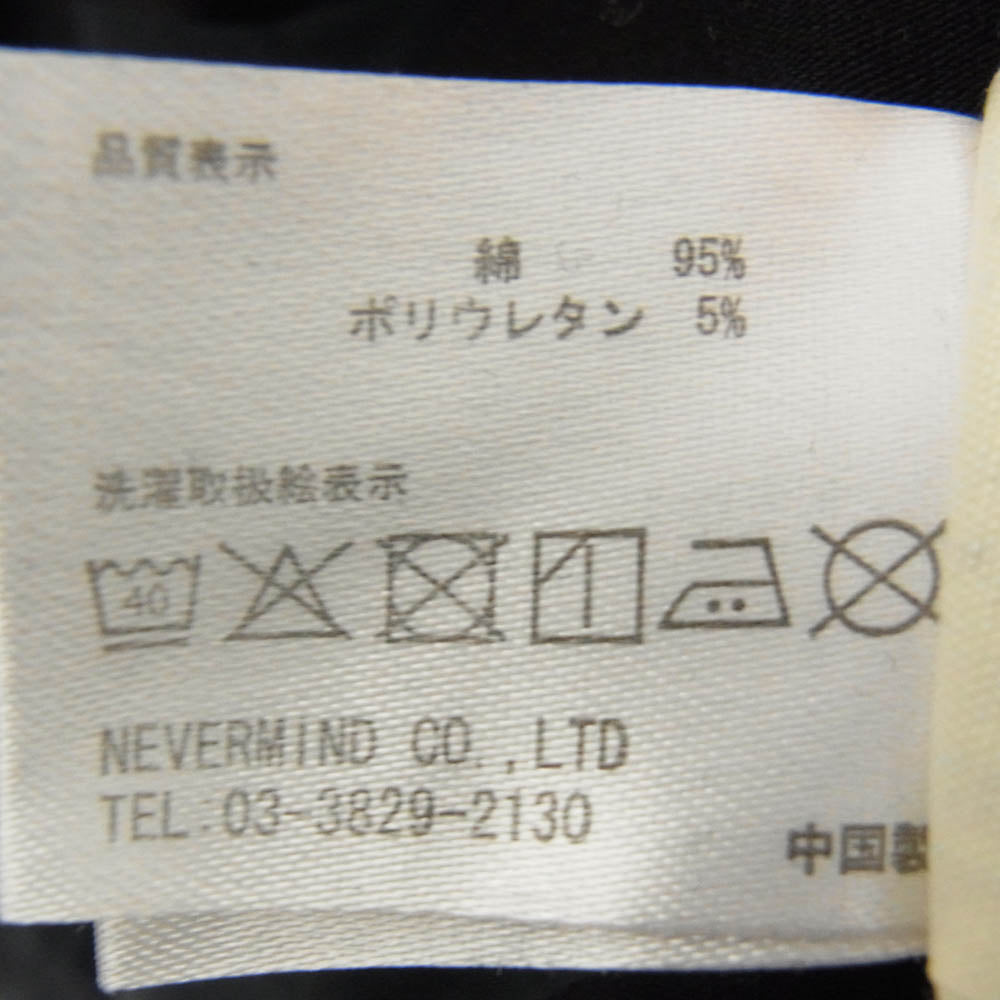 品質表示
綿 95%
ポリウレタン 5%
洗濯取扱絵表示
40
NEVERMIND CO.,LTD
TEL:03-3829-2130
中国製